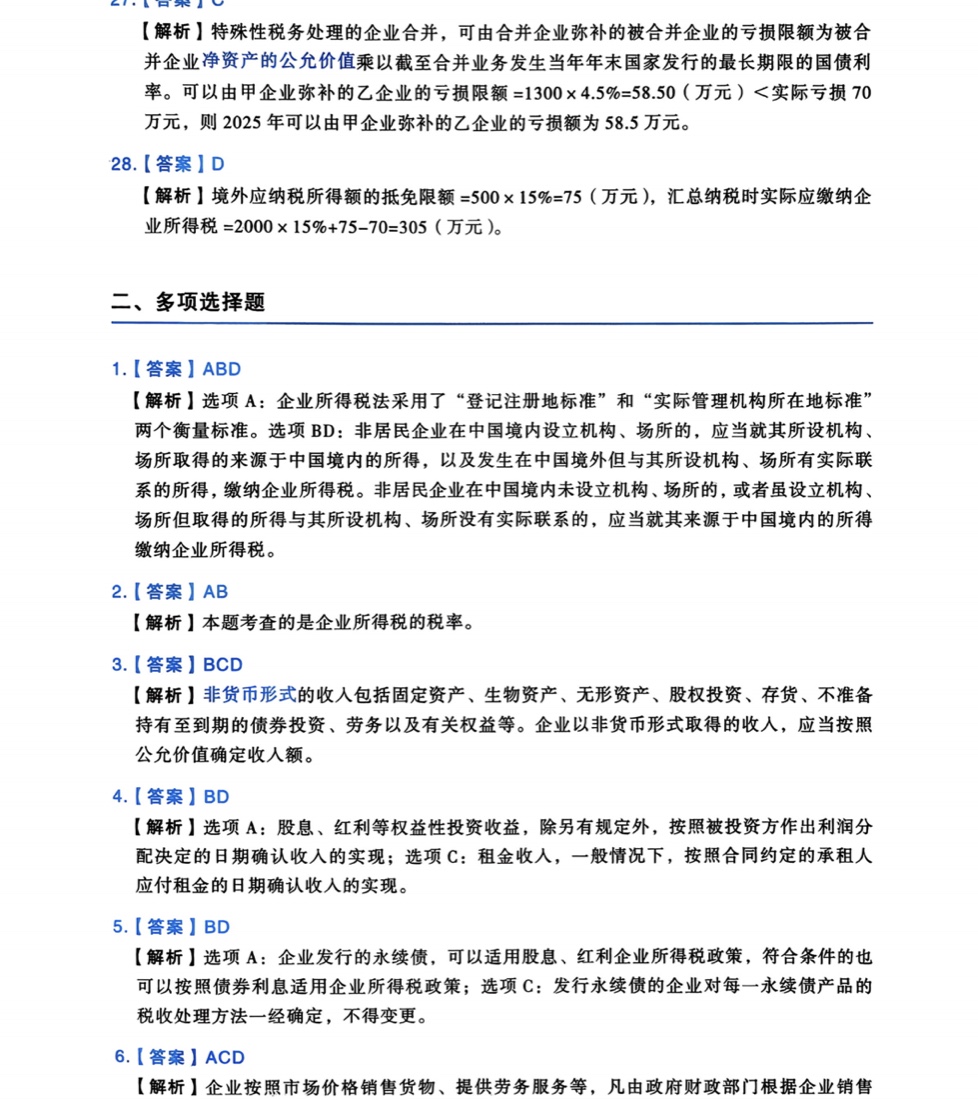 27.【答案】C
【解析】特殊性税务处理的企业合并，可由合并企业弥补的被合并企业的亏损限额为被合
并企业净资产的公允价值乘以截至合并业务发生当年年末国家发行的最长期限的国债利
率。可以由甲企业弥补的乙企业的亏损限额=1300×4.5%=58.50（万元）＜实际亏损70
万元，则2025年可以由甲企业弥补的乙企业的亏损额为58.5万元。
28.【答案】D
【解析】境外应纳税所得额的抵免限额=500×15%=75（万元），汇总纳税时实际应缴纳企
业所得税=2000×15%+75-70=305（万元）。
二、多项选择题
1.【答案】ABD
【解析】选项A：企业所得税法采用了“登记注册地标准”和“实际管理机构所在地标准”
两个衡量标准。选项BD：非居民企业在中国境内设立机构、场所的，应当就其所设机构、
场所取得的来源于中国境内的所得，以及发生在中国境外但与其所设机构、场所有实际联
系的所得，缴纳企业所得税。非居民企业在中国境内未设立机构、场所的，或者虽设立机构、
场所但取得的所得与其所设机构、场所没有实际联系的，应当就其来源于中国境内的所得
缴纳企业所得税。
2.【答案】AB
【解析】本题考查的是企业所得税的税率。
3.【答案】BCD
【解析】非货币形式的收入包括固定资产、生物资产、无形资产、股权投资、存货、不准备
持有至到期的债券投资、劳务以及有关权益等。企业以非货币形式取得的收入，应当按照
公允价值确定收入额。
4.【答案】BD
【解析】选项A：股息、红利等权益性投资收益，除另有规定外，按照被投资方作出利润分
配决定的日期确认收入的实现；选项C：租金收入，一般情况下，按照合同约定的承租人
应付租金的日期确认收入的实现。
5.【答案】BD
【解析】选项A：企业发行的永续债，可以适用股息、红利企业所得税政策，符合条件的也
可以按照债券利息适用企业所得税政策；选项C：发行永续债的企业对每一永续债产品的
税收处理方法一经确定，不得变更。
6.【答案】ACD
【解析】企业按照市场价格销售货物、提供劳务服务等，凡由政府财政部门根据企业销售